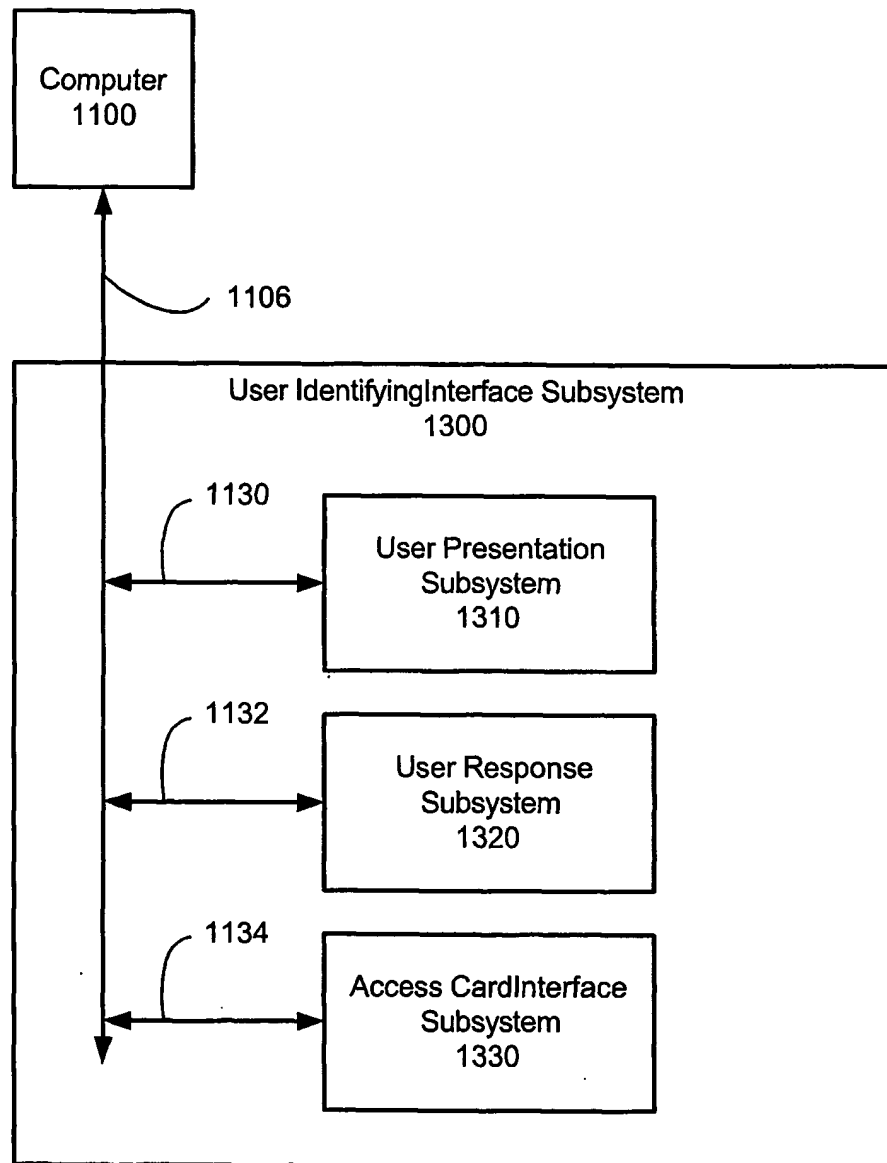 Computer
1100
1106
User IdentifyingInterface Subsystem
1300
1130
User Presentation
Subsystem
1310
1132
User Response
Subsystem
1320
1134
Access CardInterface
Subsystem
1330